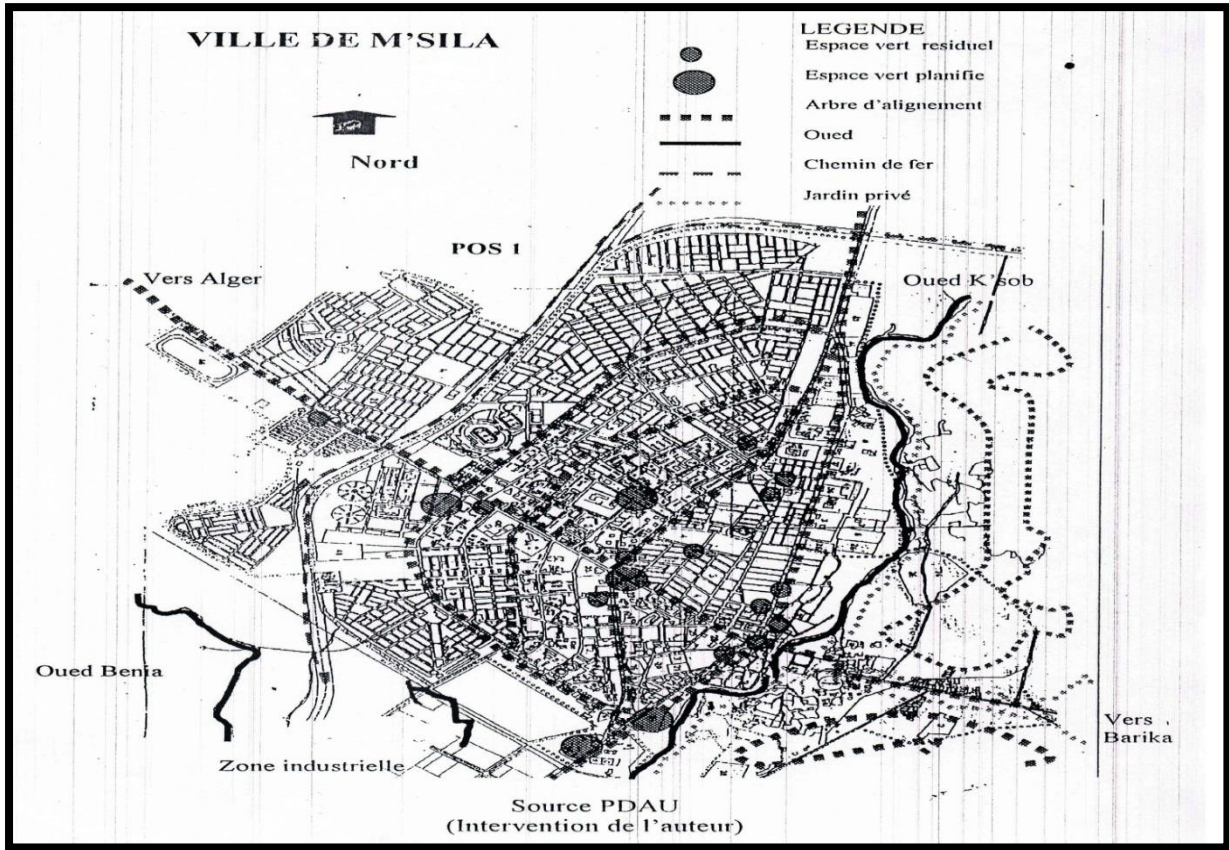 VILLE DE M'SILA
LEGENDE
Espace vert residuel
Espace vert planifie
Arbre d'alignement
Oued
Chemin de fer
Jardin privé
Nord
POS 1
Vers Alger
Oued K'sob
Oued Benia
Zone industrielle
Vers
Barika
Source PDAU
(Intervention de l'auteur)